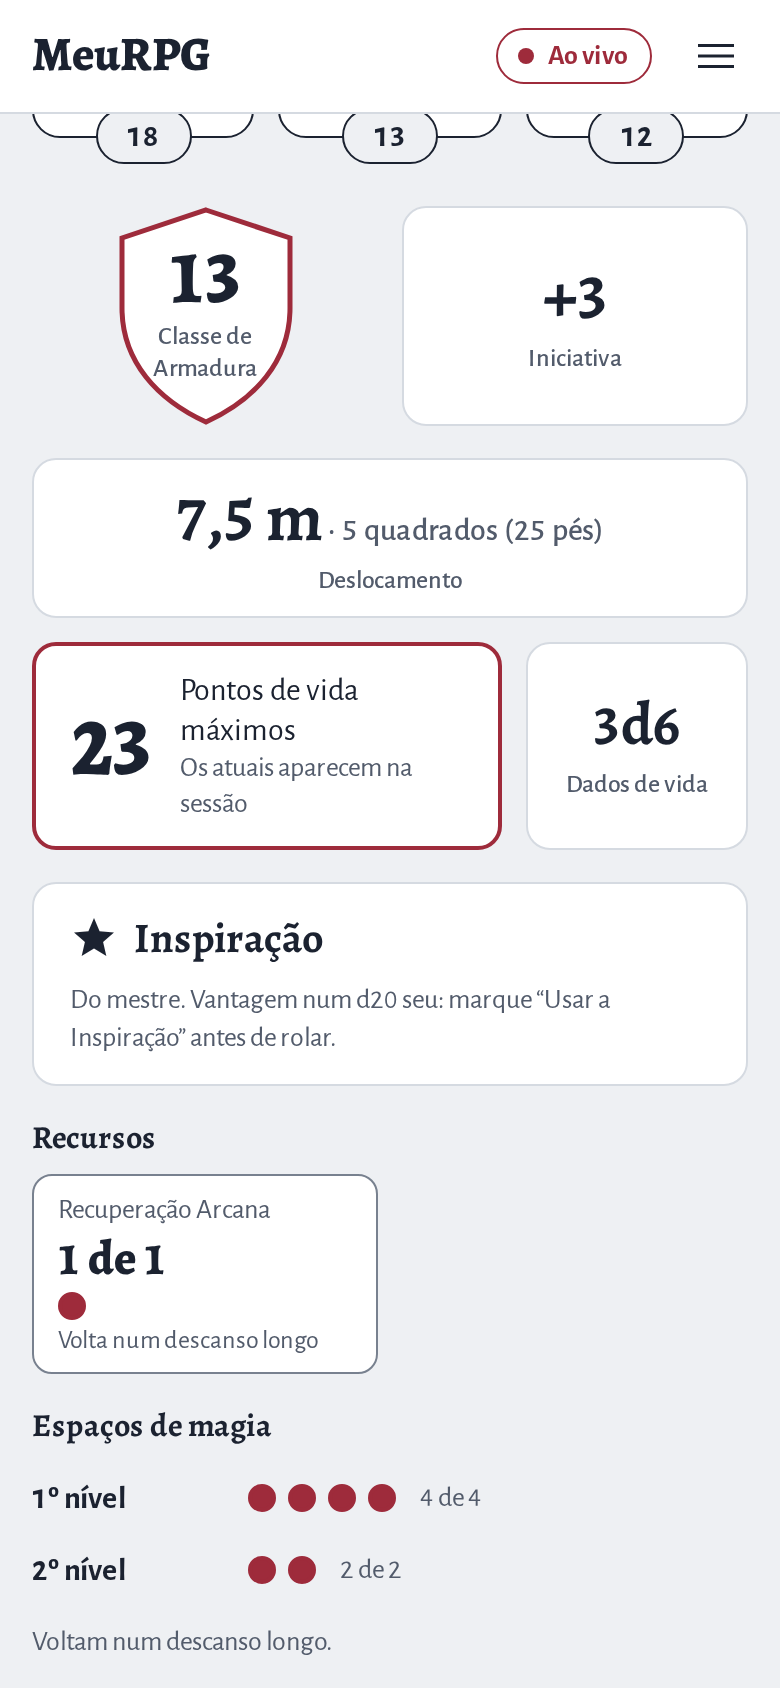 MeuRPG
Ao vivo
18
13
12
13
Classe de
Armadura
+3
Iniciativa
7,5 m · 5 quadrados (25 pés)
Deslocamento
23
Pontos de vida
máximos
Os atuais aparecem na
sessão
3d6
Dados de vida
Inspiração
Do mestre. Vantagem num d20 seu: marque “Usar a
Inspiração” antes de rolar.
Recursos
Recuperação Arcana
1 de 1
Volta num descanso longo
Espaços de magia
1º nível
4 de 4
2º nível
2 de 2
Voltam num descanso longo.